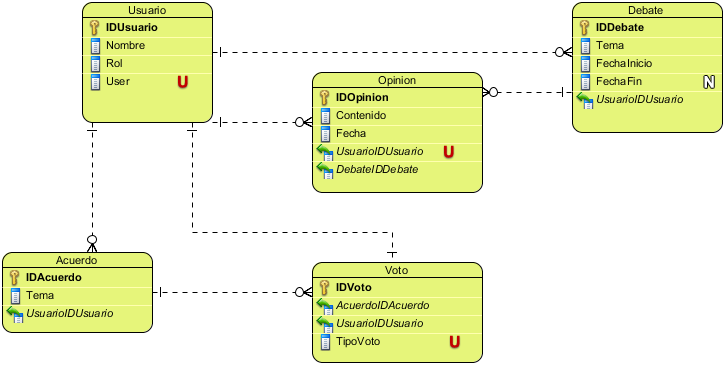 Usuario
IDUsuario
Nombre
Rol
User U
Debate
IDDebate
Tema
FechaInicio
FechaFin N
UsuarioIDUsuario
Opinion
IDOpinion
Contenido
Fecha
UsuarioIDUsuario U
DebateIDDebate
Acuerdo
IDAcuerdo
Tema
UsuarioIDUsuario
Voto
IDVoto
AcuerdoIDAcuerdo
UsuarioIDUsuario
TipoVoto U